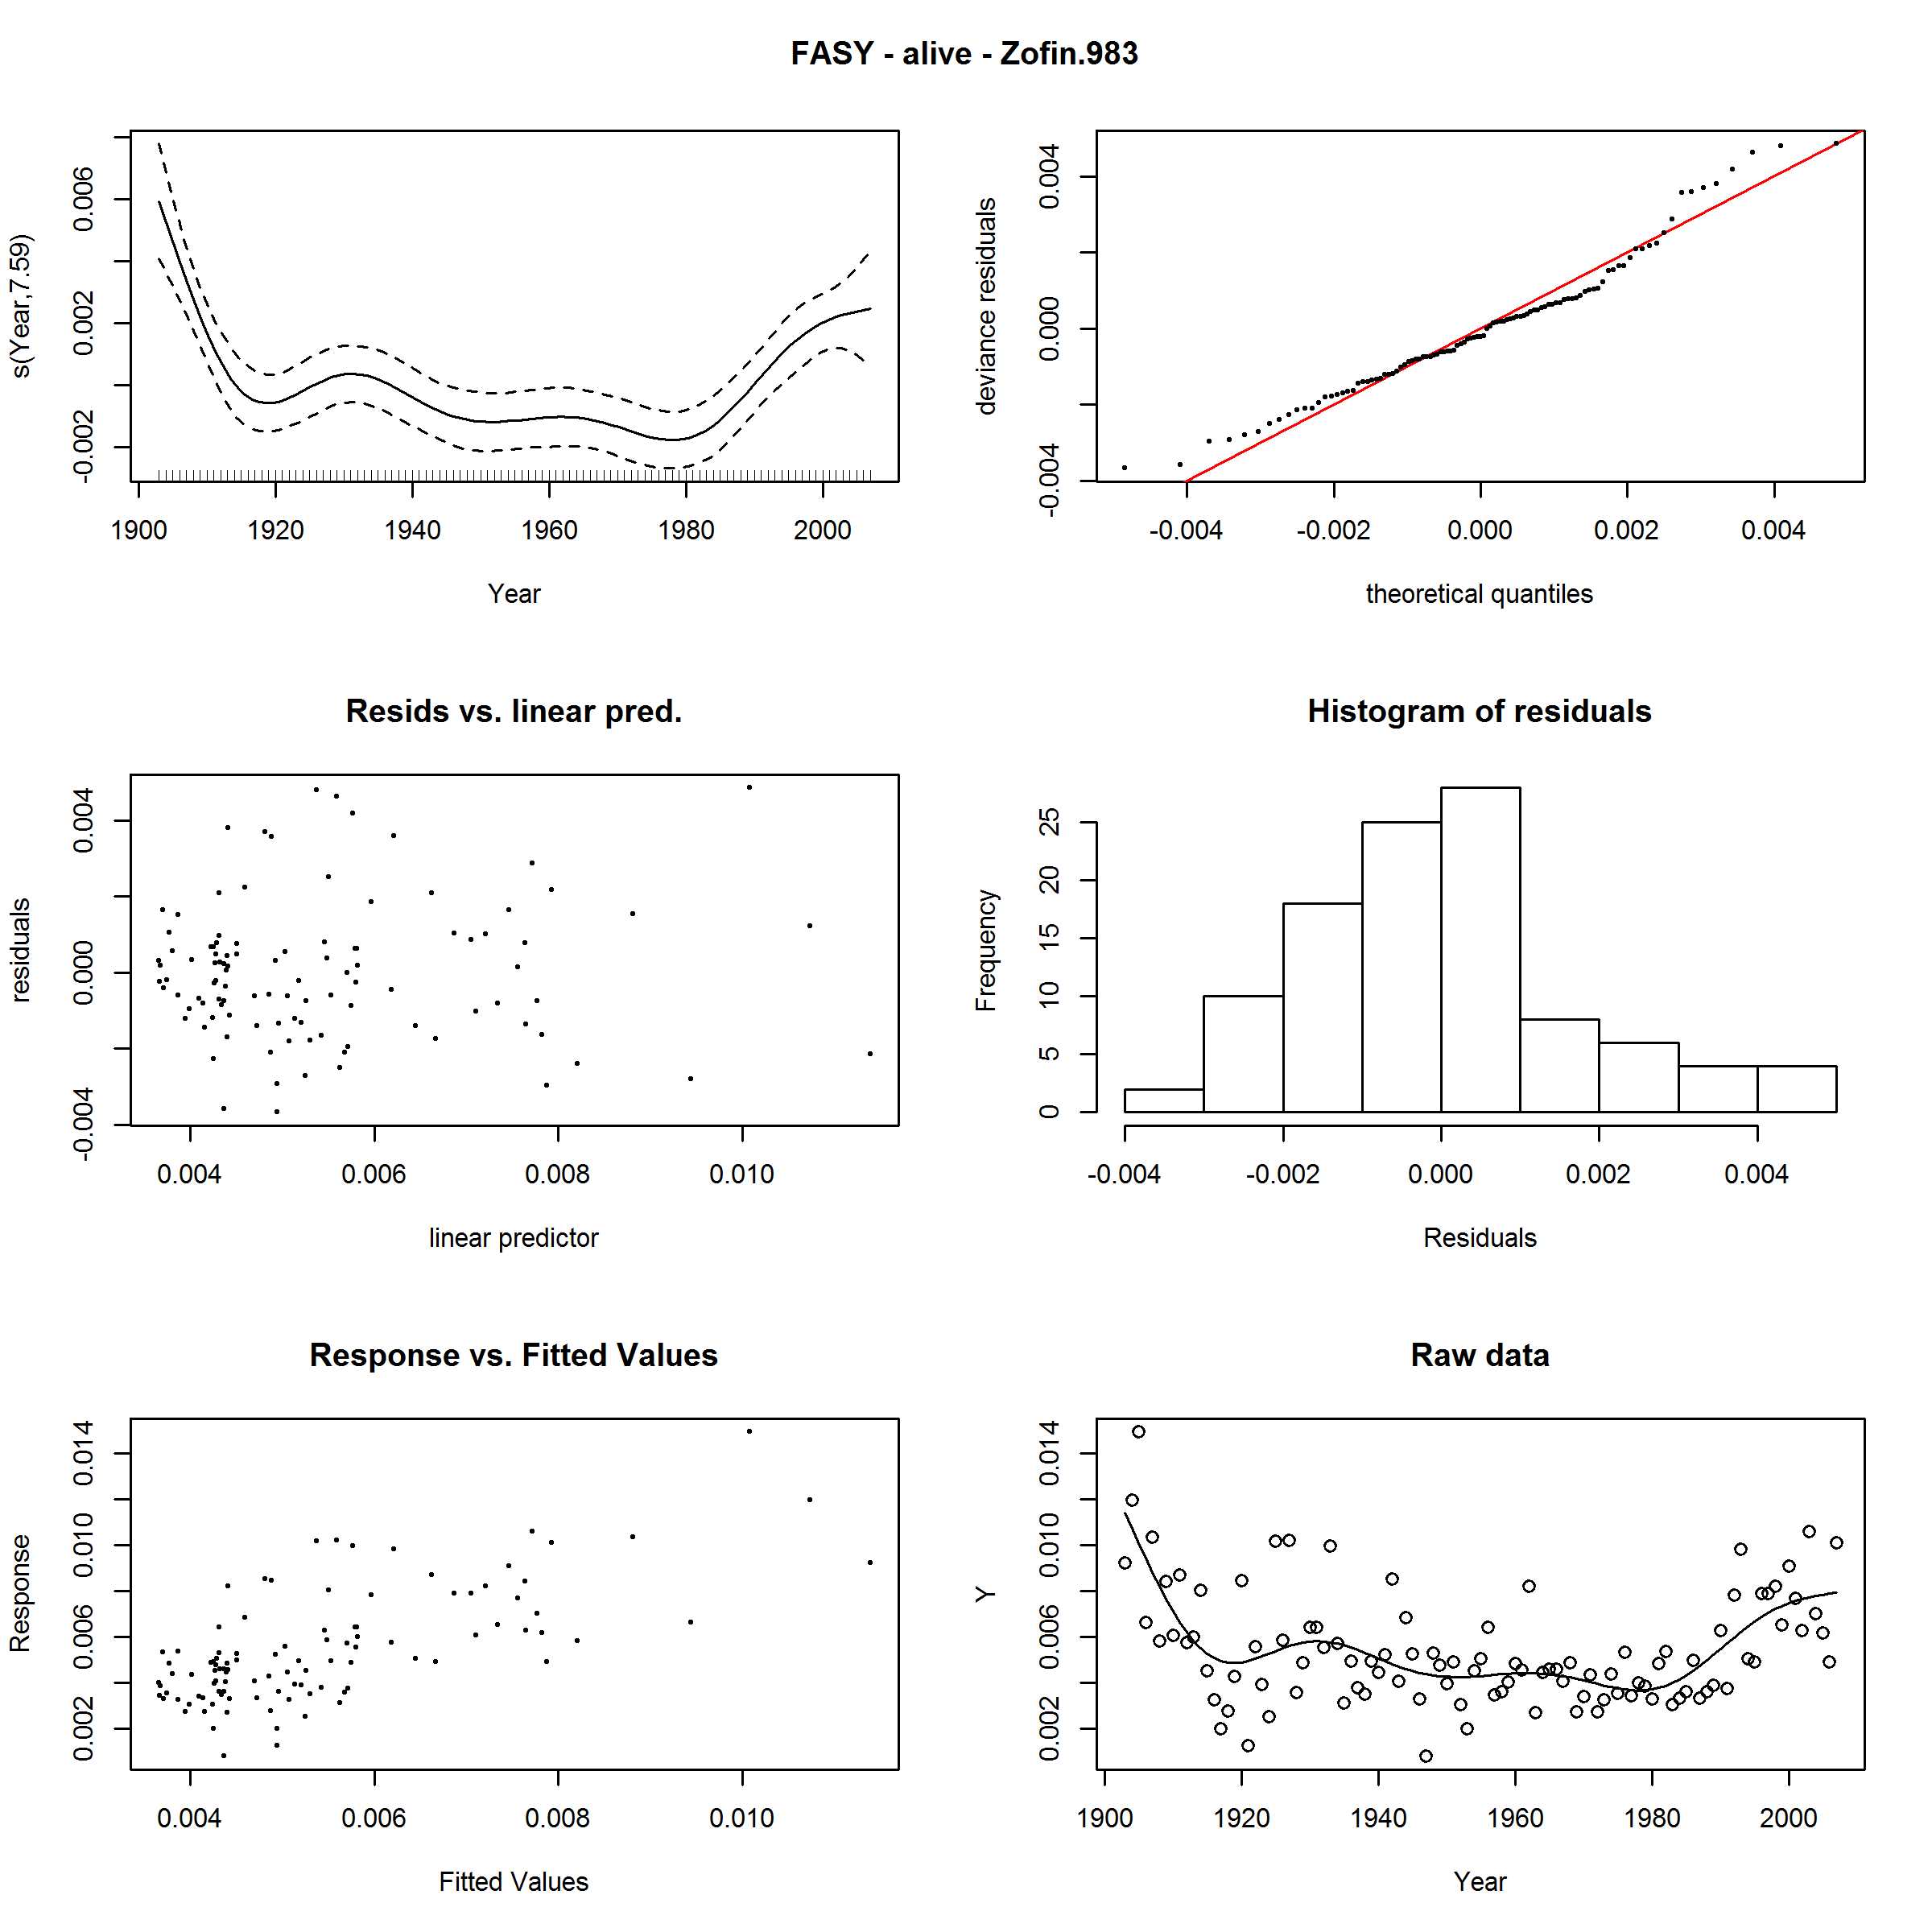 FASY - alive - Zofin.983
s(Year,7.59)
-0.002 0.002 0.006
1900 1920 1940 1960 1980 2000
Year
deviance residuals
-0.004 0.000 0.004
-0.004 -0.002 0.000 0.002 0.004
theoretical quantiles
Resids vs. linear pred.
residuals
-0.004 0.000 0.004
0.004 0.006 0.008 0.010
linear predictor
Histogram of residuals
Frequency
0 5 10 15 20 25
-0.004 -0.002 0.000 0.002 0.004
Residuals
Response vs. Fitted Values
Response
0.002 0.006 0.010 0.014
0.004 0.006 0.008 0.010
Fitted Values
Raw data
Y
0.002 0.006 0.010 0.014
1900 1920 1940 1960 1980 2000
Year